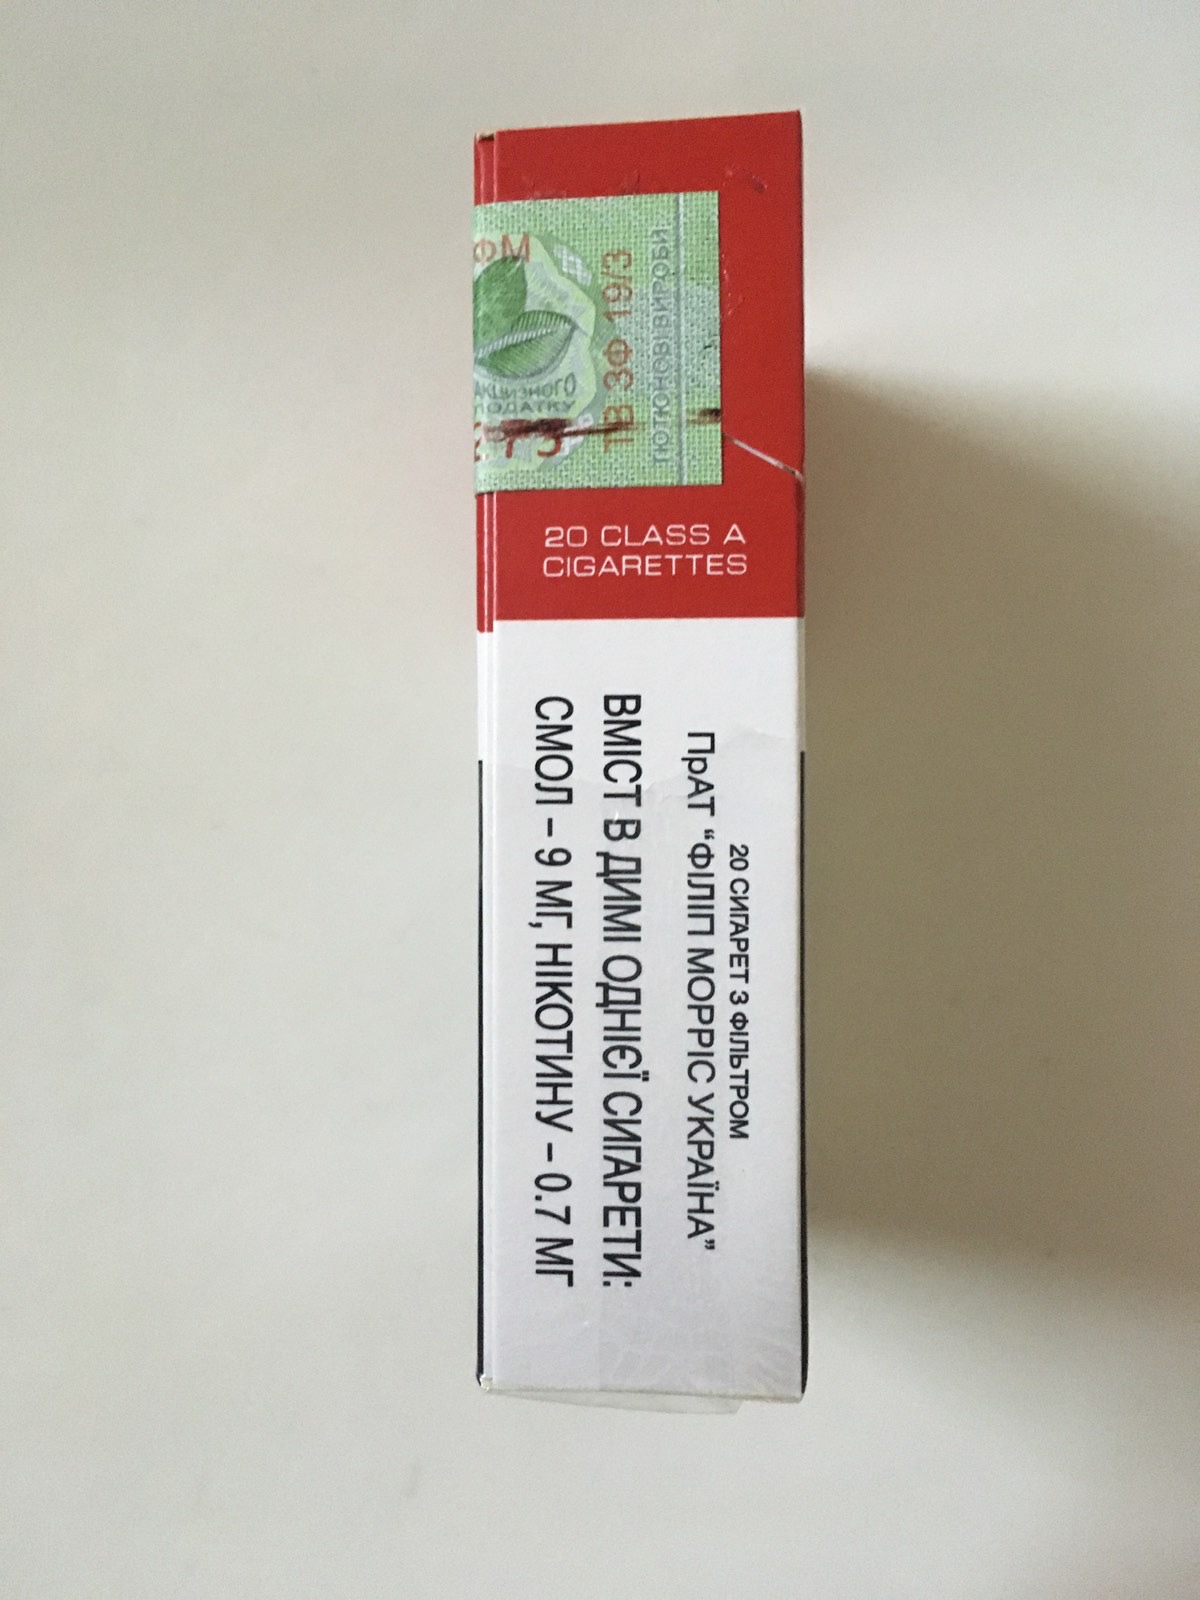 ФМ
АКЦИЗНОГО
ПОДАТКУ
ТВ ЗФ 19/3
ТЮТЮНОВІ ВИРОБИ
20 CLASS A
CIGARETTES
20 СИГАРЕТ З ФІЛЬТРОМ
ПрАТ “ФІЛІП МОРРІС УКРАЇНА”
ВМІСТ В ДИМІ ОДНІЄЇ СИГАРЕТИ:
СМОЛ – 9 МГ, НІКОТИНУ – 0.7 МГ